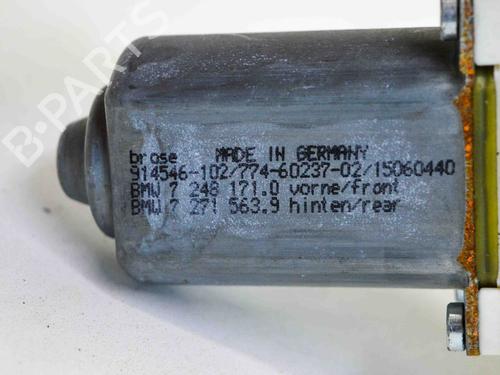 B-PARTS
brose MADE IN GERMANY
914546-102/774-60237-02/15060440
BMW 7 248 171.0 vorne/front
BMW 7 271 563.9 hinten/rear